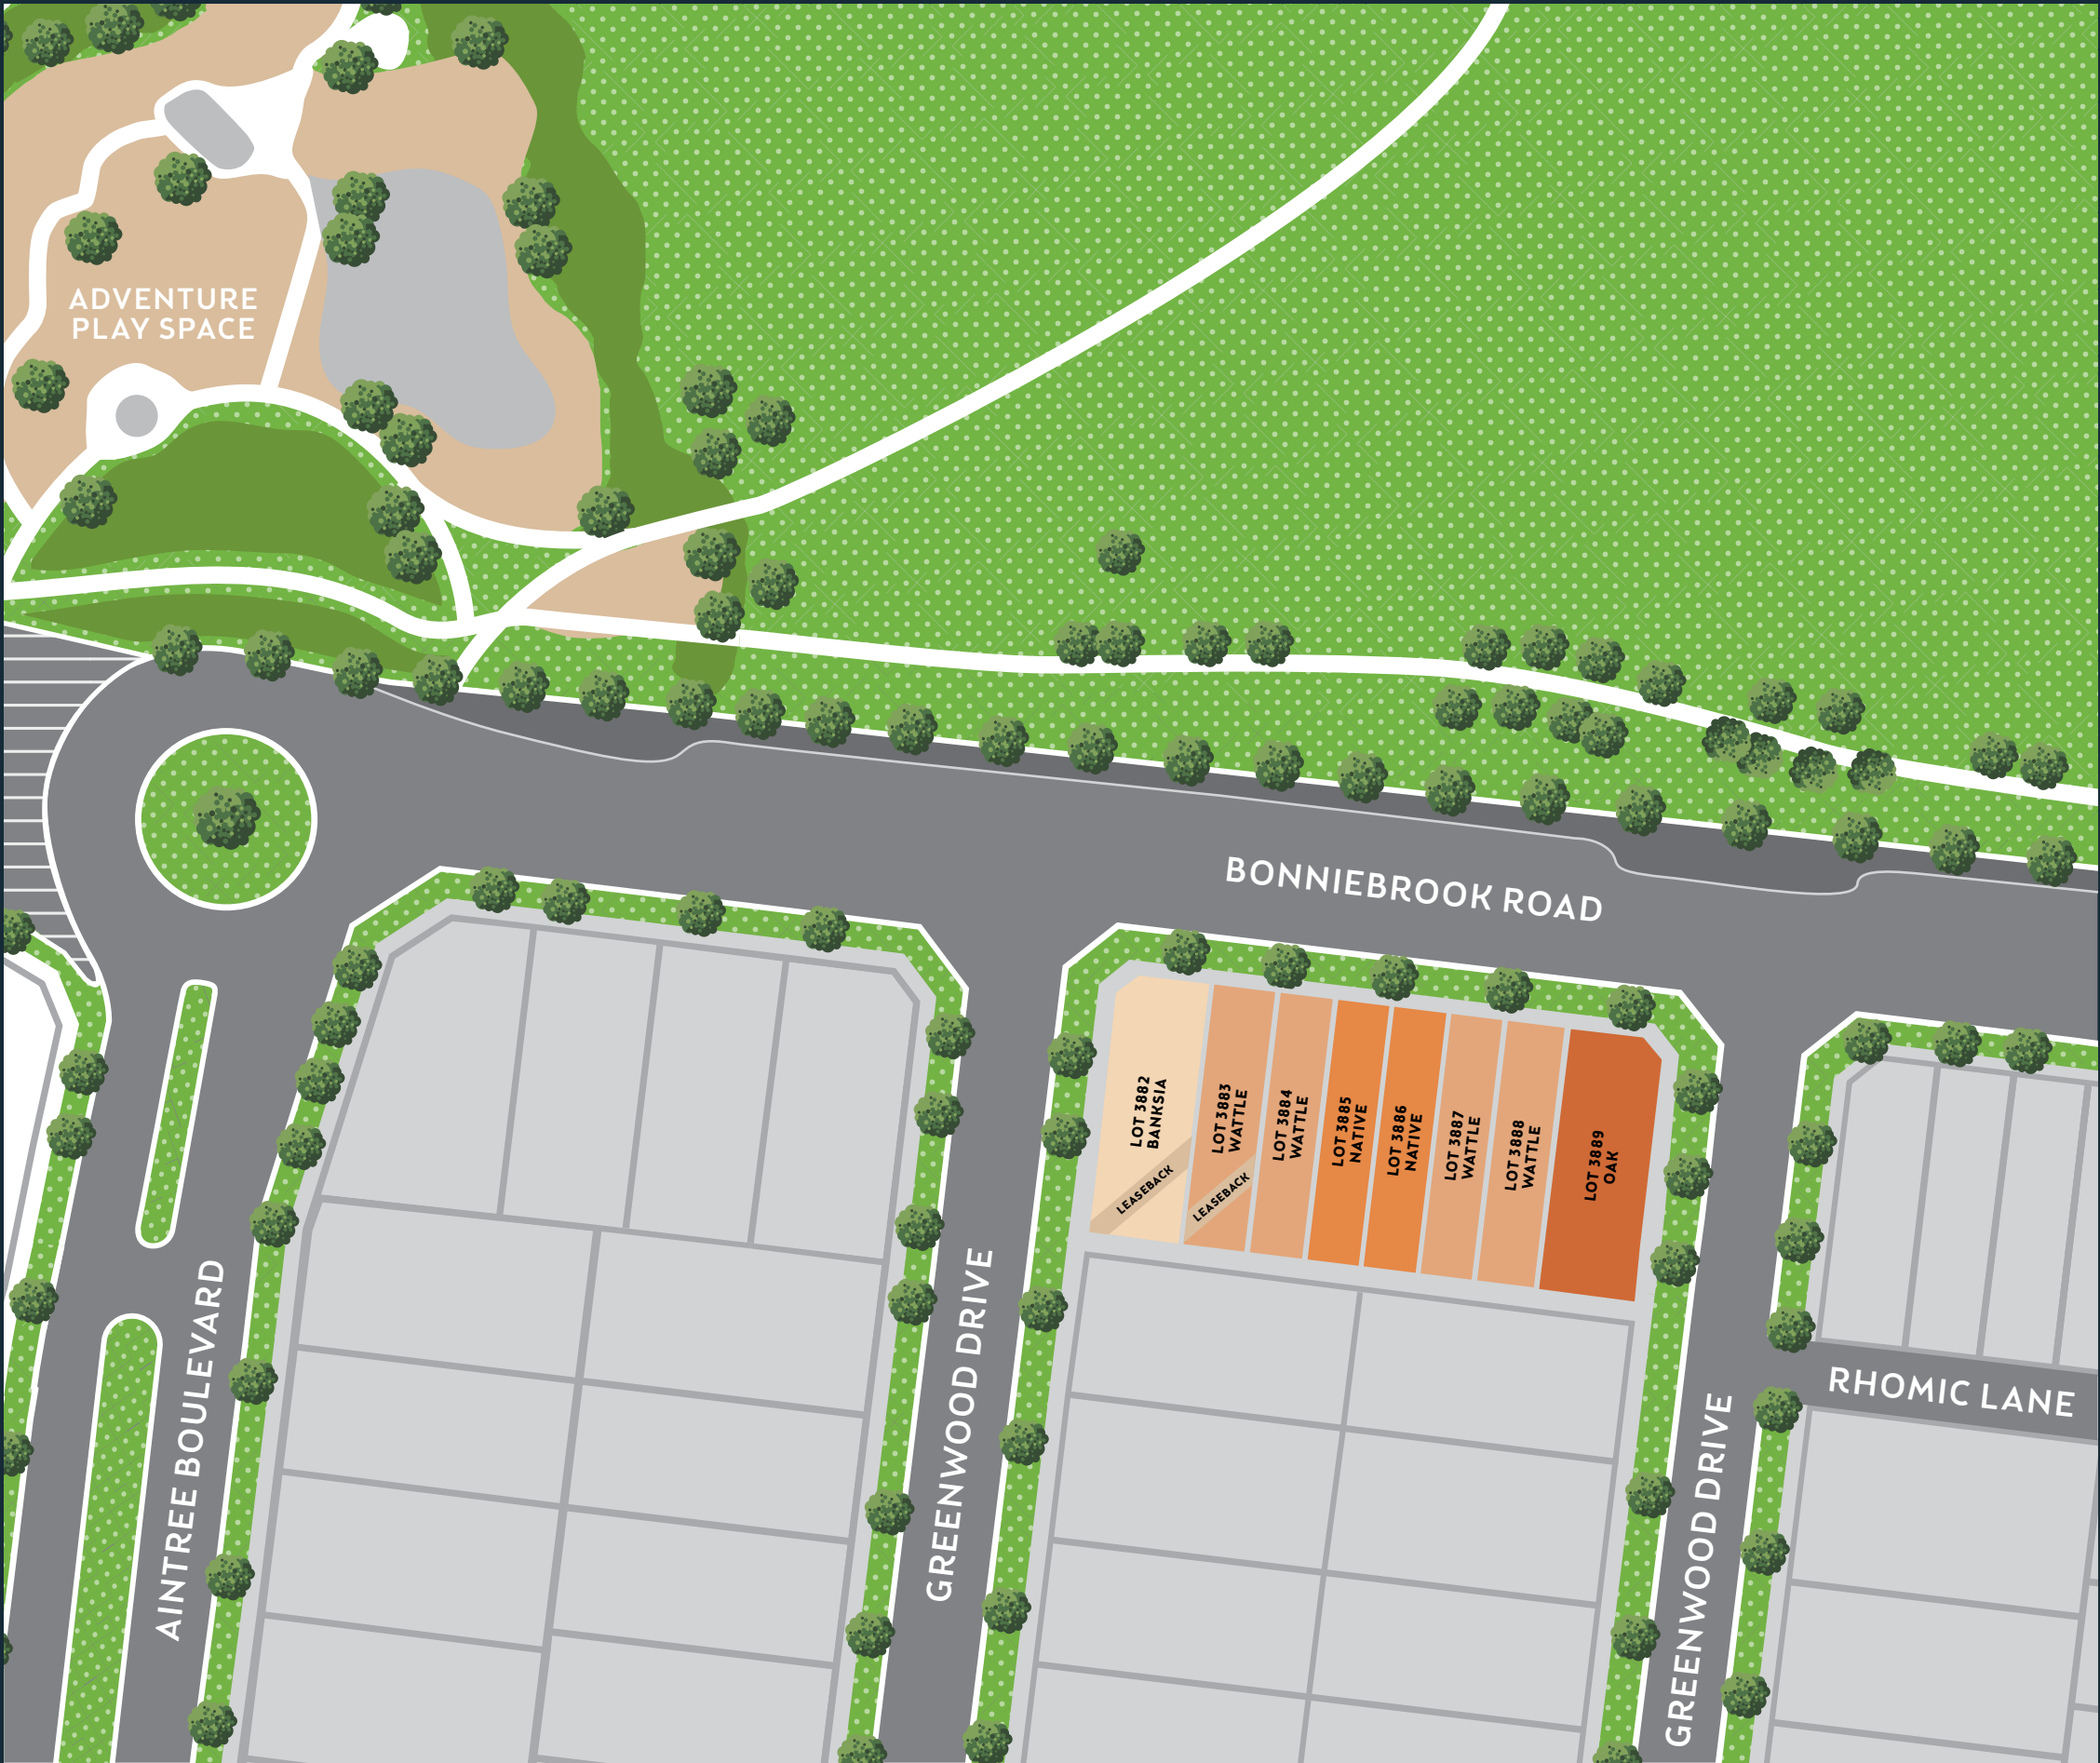 ADVENTURE
PLAY SPACE
BONNIEBROOK ROAD
LOT 3882
BANKSIA
LEASEBACK
LOT 3883
WATTLE
LEASEBACK
LOT 3884
WATTLE
LOT 3885
NATIVE
LOT 3886
NATIVE
LOT 3887
WATTLE
LOT 3888
WATTLE
LOT 3889
OAK
AINTREE BOULEVARD
GREENWOOD DRIVE
GREENWOOD DRIVE
RHOMIC LANE